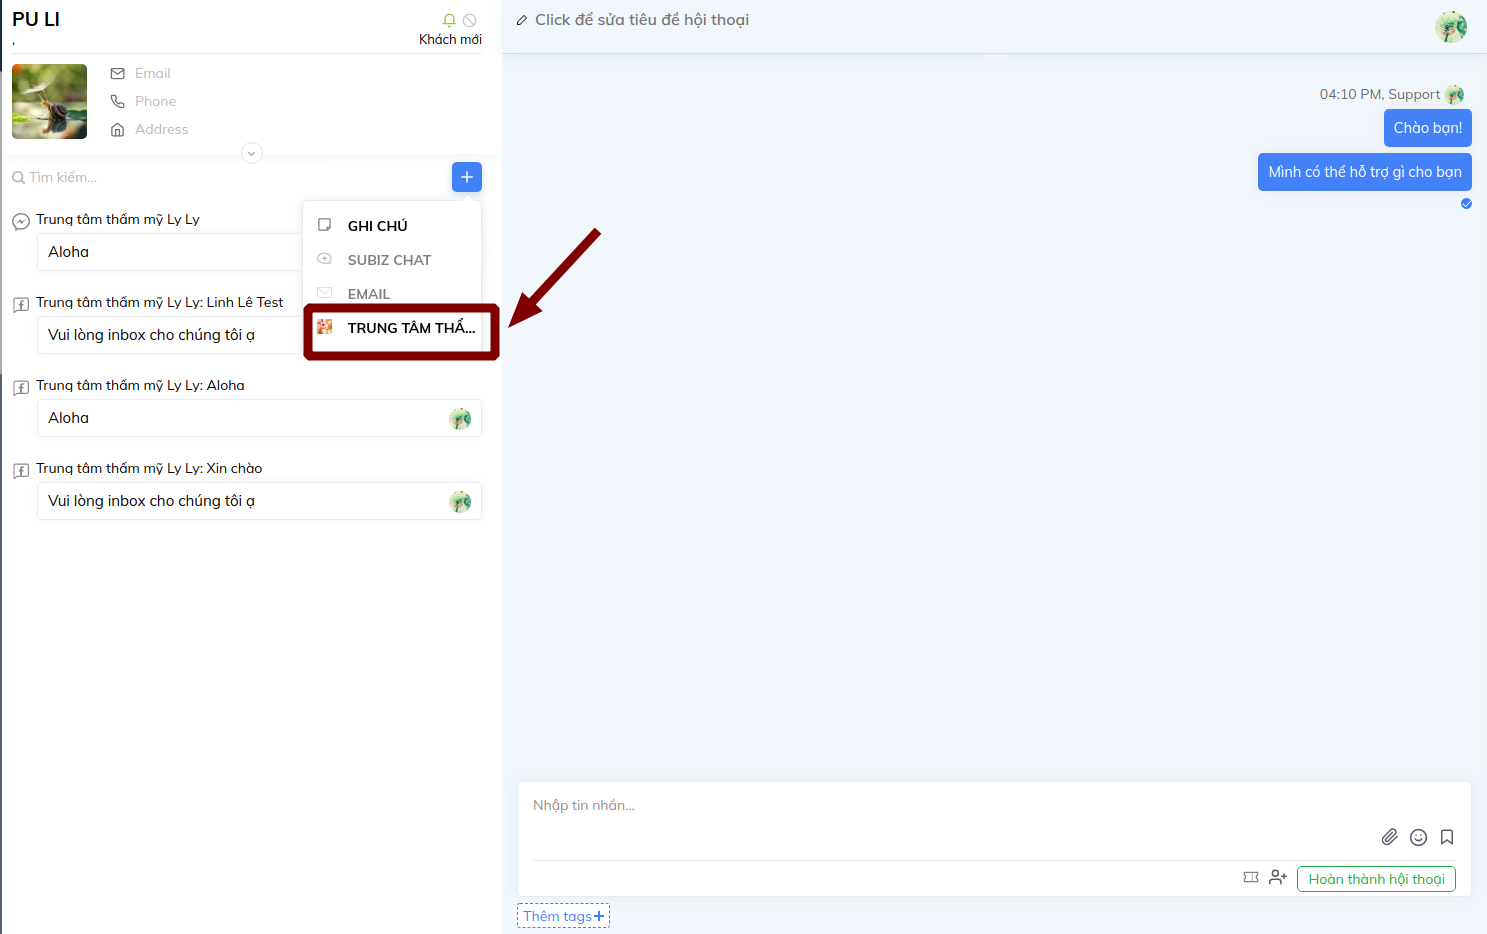 PU LI
,
Khách mới
Email
Phone
Address
Tìm kiếm...
Trung tâm thẩm mỹ Ly Ly
Aloha
GHI CHÚ
SUBIZ CHAT
EMAIL
TRUNG TÂM THẨ...
Trung tâm thẩm mỹ Ly Ly: Linh Lê Test
Vui lòng inbox cho chúng tôi ạ
Trung tâm thẩm mỹ Ly Ly: Aloha
Aloha
Trung tâm thẩm mỹ Ly Ly: Xin chào
Vui lòng inbox cho chúng tôi ạ
Click để sửa tiêu đề hội thoại
04:10 PM, Support
Chào bạn!
Mình có thể hỗ trợ gì cho bạn
Nhập tin nhắn...
Hoàn thành hội thoại
Thêm tags+